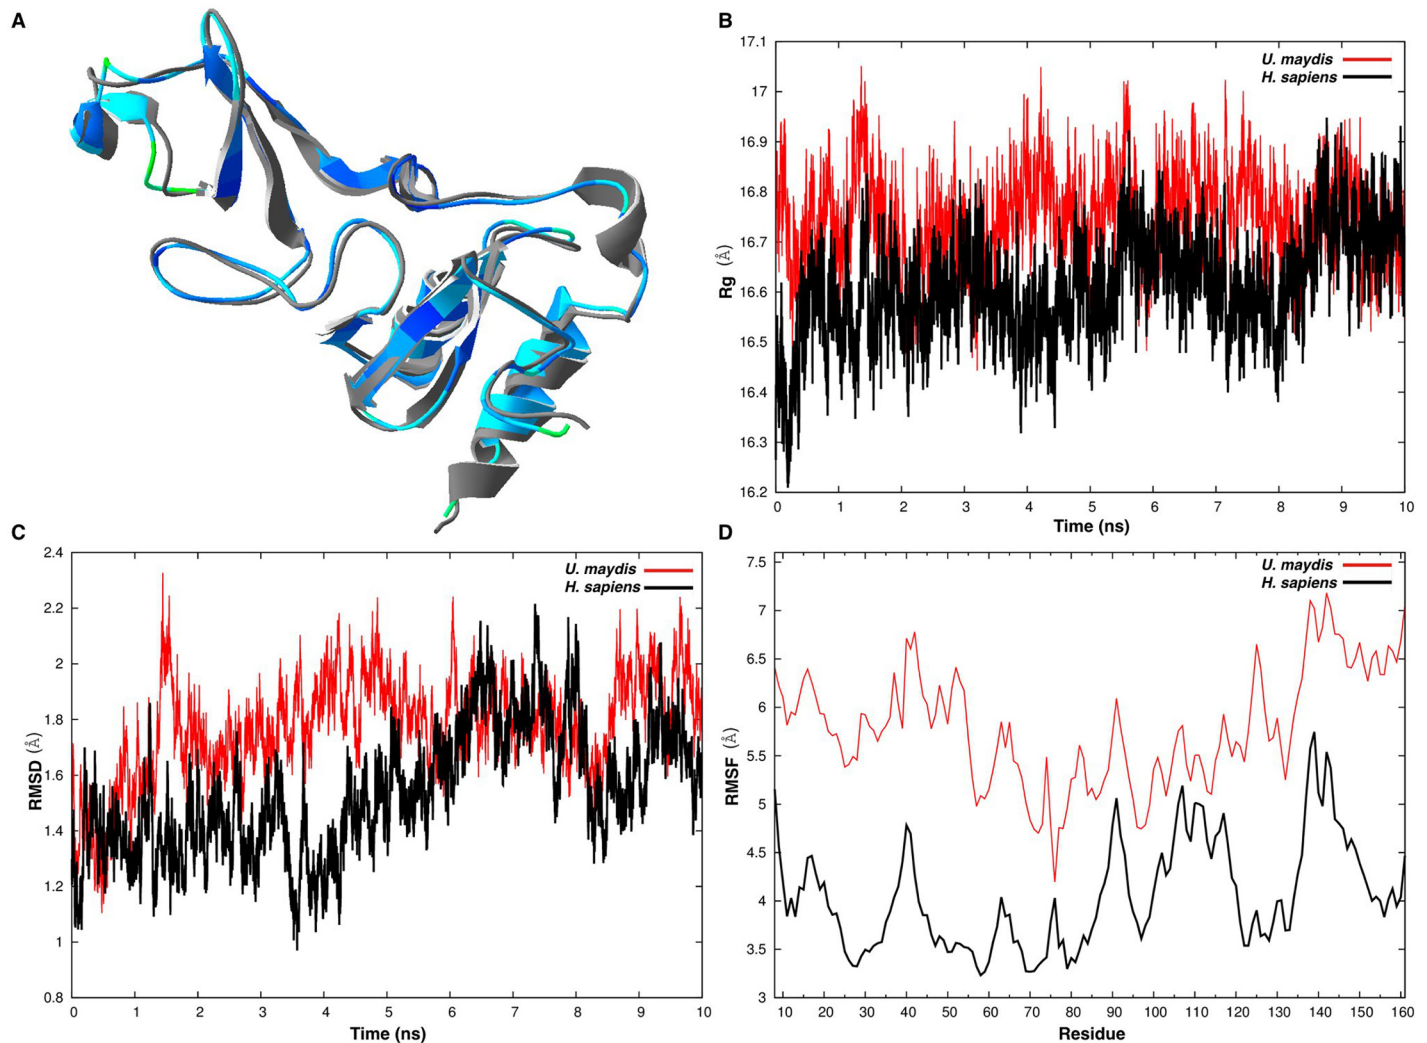 A
B
17.1
17
16.9
16.8
16.7
16.6
16.5
16.4
16.3
16.2
Rg (Å)
U. maydis
H. sapiens
0 1 2 3 4 5 6 7 8 9 10
Time (ns)
C
2.4
2.2
2
1.8
1.6
1.4
1.2
1
0.8
RMSD (Å)
U. maydis
H. sapiens
0 1 2 3 4 5 6 7 8 9 10
Time (ns)
D
7.5
7
6.5
6
5.5
5
4.5
4
3.5
3
RMSF (Å)
U. maydis
H. sapiens
10 20 30 40 50 60 70 80 90 100 110 120 130 140 150 160
Residue